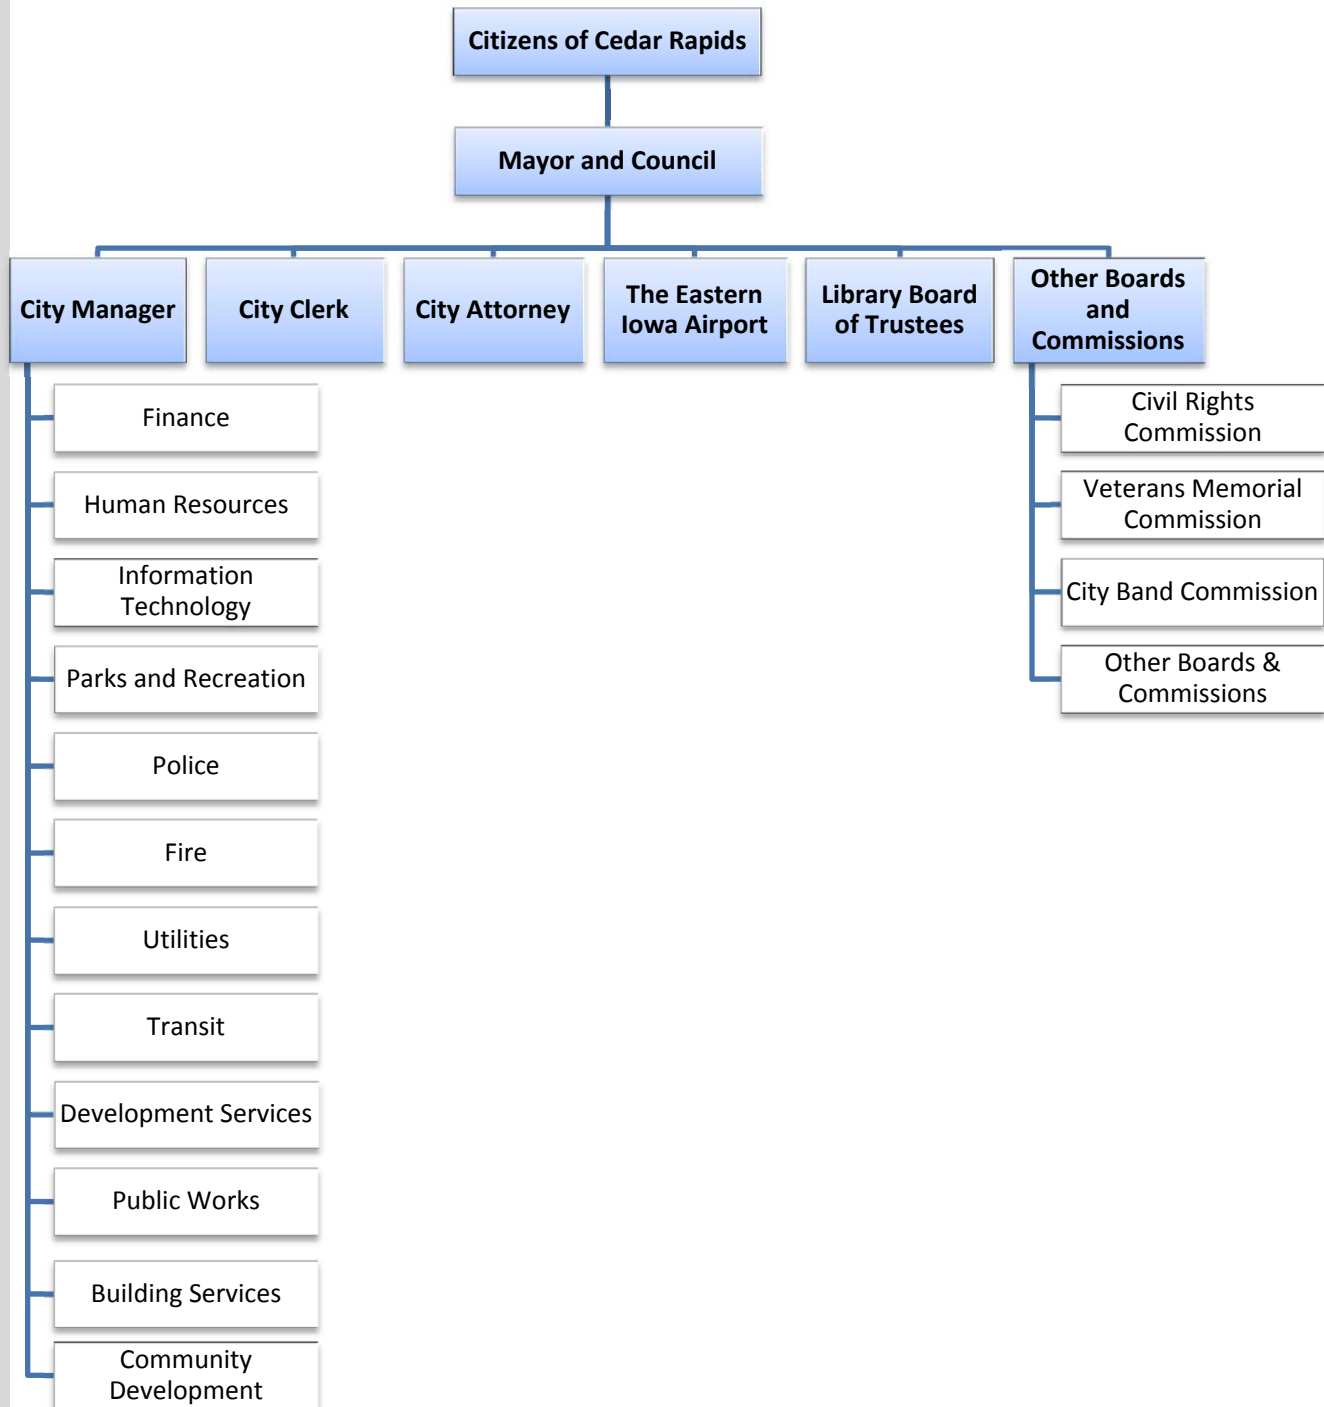 Citizens of Cedar Rapids
Mayor and Council
City Manager
City Clerk
City Attorney
The Eastern
Iowa Airport
Library Board
of Trustees
Other Boards
and
Commissions
Finance
Human Resources
Information
Technology
Parks and Recreation
Police
Fire
Utilities
Transit
Development Services
Public Works
Building Services
Community
Development
Civil Rights
Commission
Veterans Memorial
Commission
City Band Commission
Other Boards &
Commissions